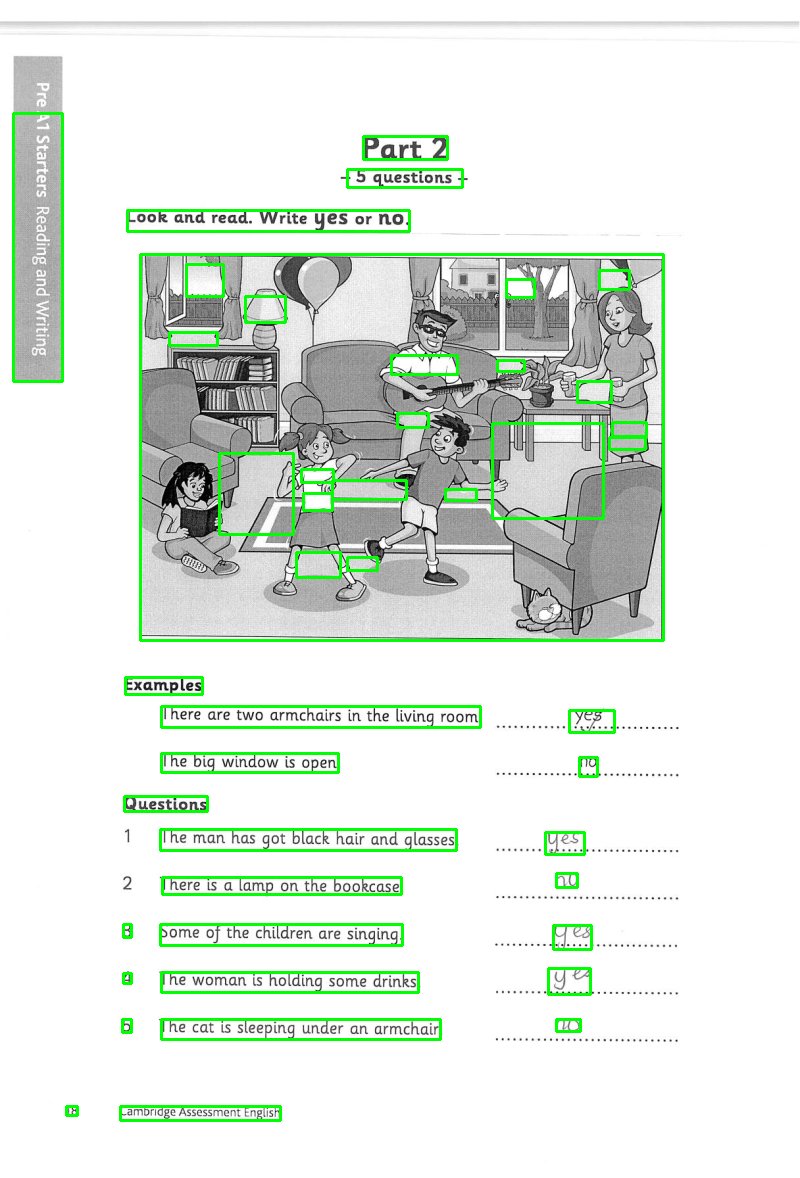 Pre A1 Starters Reading and Writing
Part 2
– 5 questions –
Look and read. Write yes or no.
Examples
There are two armchairs in the living room yes
The big window is open no
Questions
1 The man has got black hair and glasses yes
2 There is a lamp on the bookcase no
3 Some of the children are singing. yes
4 The woman is holding some drinks yes
5 The cat is sleeping under an armchair no
18
Cambridge Assessment English